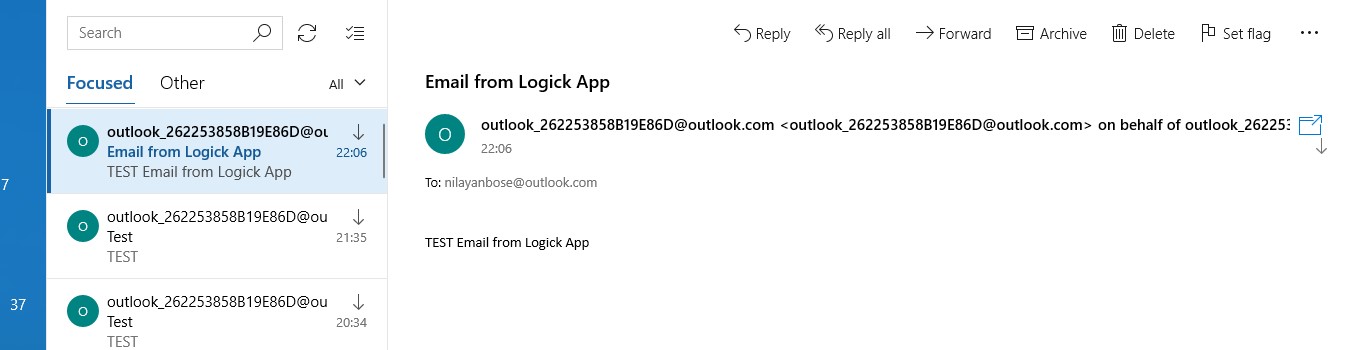 Search
Reply
Reply all
Forward
Archive
Delete
Set flag
Focused
Other
All
7
37
O
outlook_262253858B19E86D@ou
Email from Logick App
22:06
TEST Email from Logick App
O
outlook_262253858B19E86D@ou
Test
21:35
TEST
O
outlook_262253858B19E86D@ou
Test
20:34
TEST
Email from Logick App
O
outlook_262253858B19E86D@outlook.com <outlook_262253858B19E86D@outlook.com> on behalf of outlook_26225
22:06
To: nilayanbose@outlook.com
TEST Email from Logick App